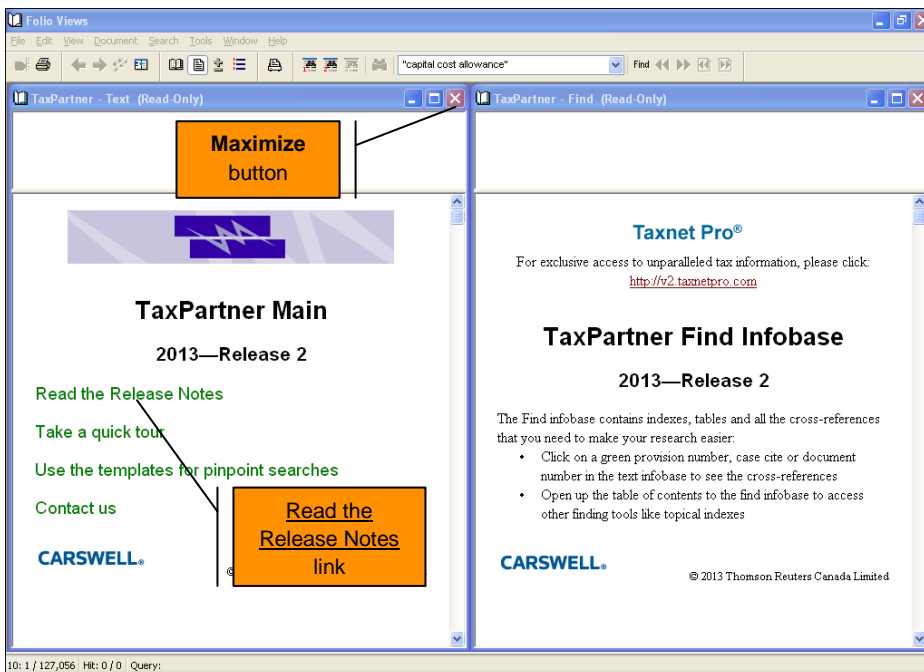 Folio Views
File Edit View Document Search Tools Window Help
"capital cost allowance" Find
TaxPartner - Text (Read-Only)
Maximize
button
TaxPartner Main
2013—Release 2
Read the Release Notes
Take a quick tour
Use the templates for pinpoint searches
Contact us
Read the
Release Notes
link
CARSWELL®
©
TaxPartner - Find (Read-Only)
Taxnet Pro®
For exclusive access to unparalleled tax information, please click:
http://v2.taxnetpro.com
TaxPartner Find Infobase
2013—Release 2
The Find infobase contains indexes, tables and all the cross-references
that you need to make your research easier:
• Click on a green provision number, case cite or document
number in the text infobase to see the cross-references
• Open up the table of contents to the find infobase to access
other finding tools like topical indexes
CARSWELL®
© 2013 Thomson Reuters Canada Limited
10: 1 / 127,056 Hit: 0 / 0 Query: